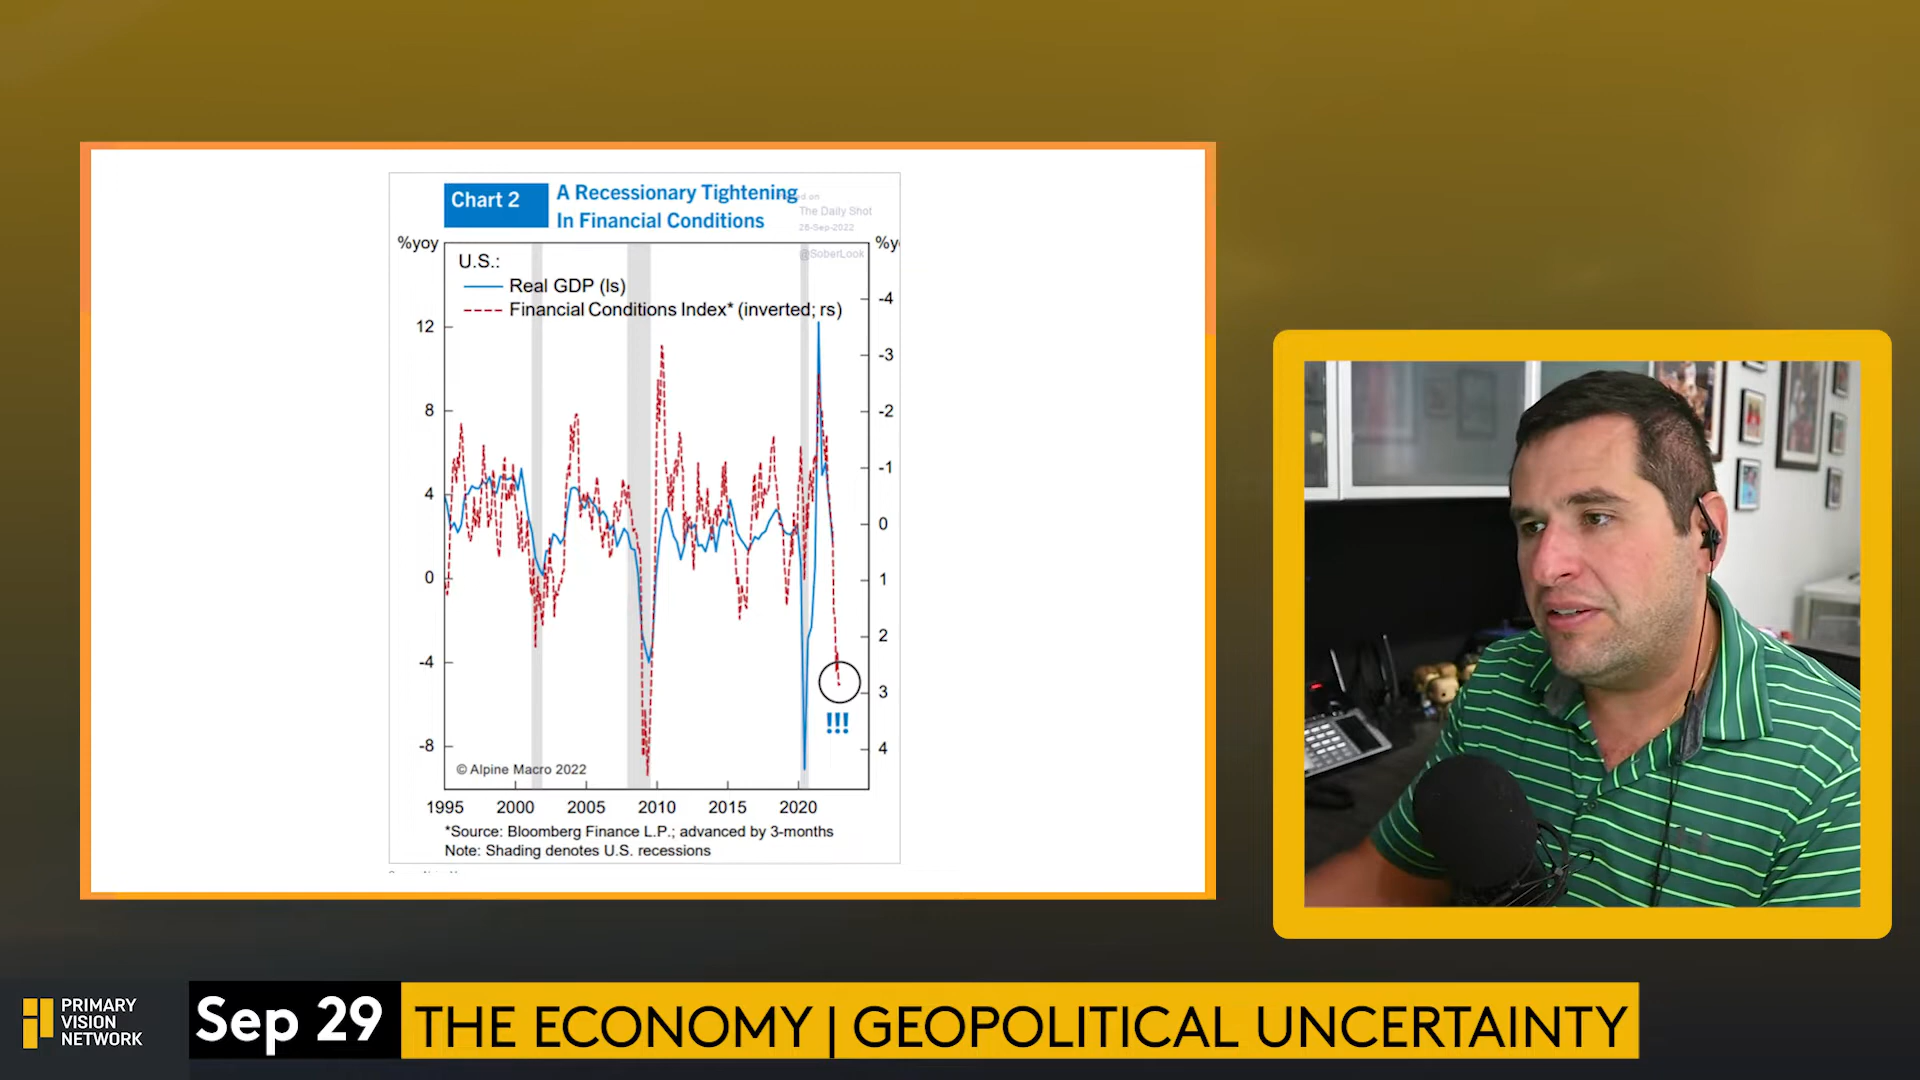 Chart 2
A Recessionary Tightening
In Financial Conditions
The Daily Shot
@SoberLook
%yoy
U.S.:
Real GDP (ls)
Financial Conditions Index* (inverted; rs)
12
8
4
0
-4
-8
-4
-3
-2
-1
0
1
2
3
4
!!!
© Alpine Macro 2022
1995 2000 2005 2010 2015 2020
*Source: Bloomberg Finance L.P.; advanced by 3-months
Note: Shading denotes U.S. recessions
PRIMARY
VISION
NETWORK
Sep 29
THE ECONOMY | GEOPOLITICAL UNCERTAINTY